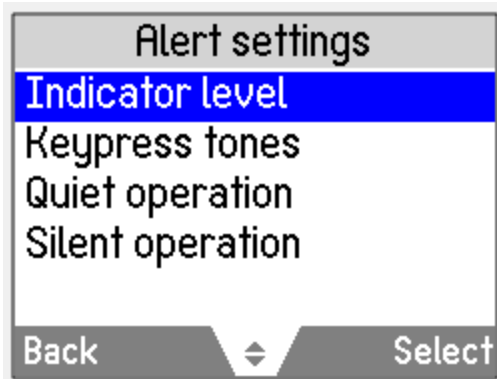 Alert settings
Indicator level
Keypress tones
Quiet operation
Silent operation
Back Select